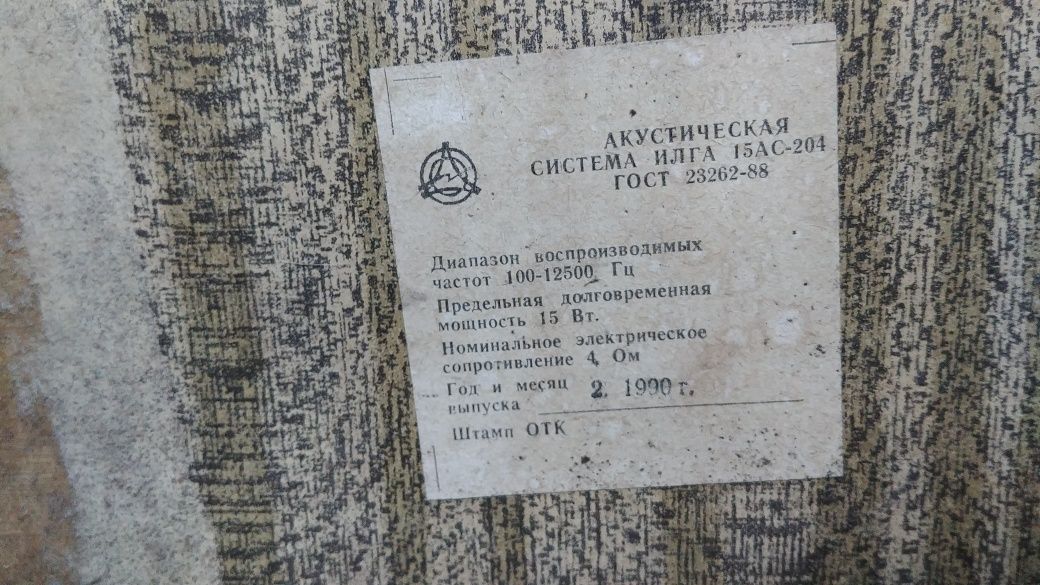 АКУСТИЧЕСКАЯ
СИСТЕМА ИЛГА 15АС-204
ГОСТ 23262-88
Диапазон воспроизводимых
частот 100-12500 Гц
Предельная долговременная
мощность 15 Вт.
Номинальное электрическое
сопротивление 4 Ом
Год и месяц 2. 1990 г.
выпуска
Штамп ОТК